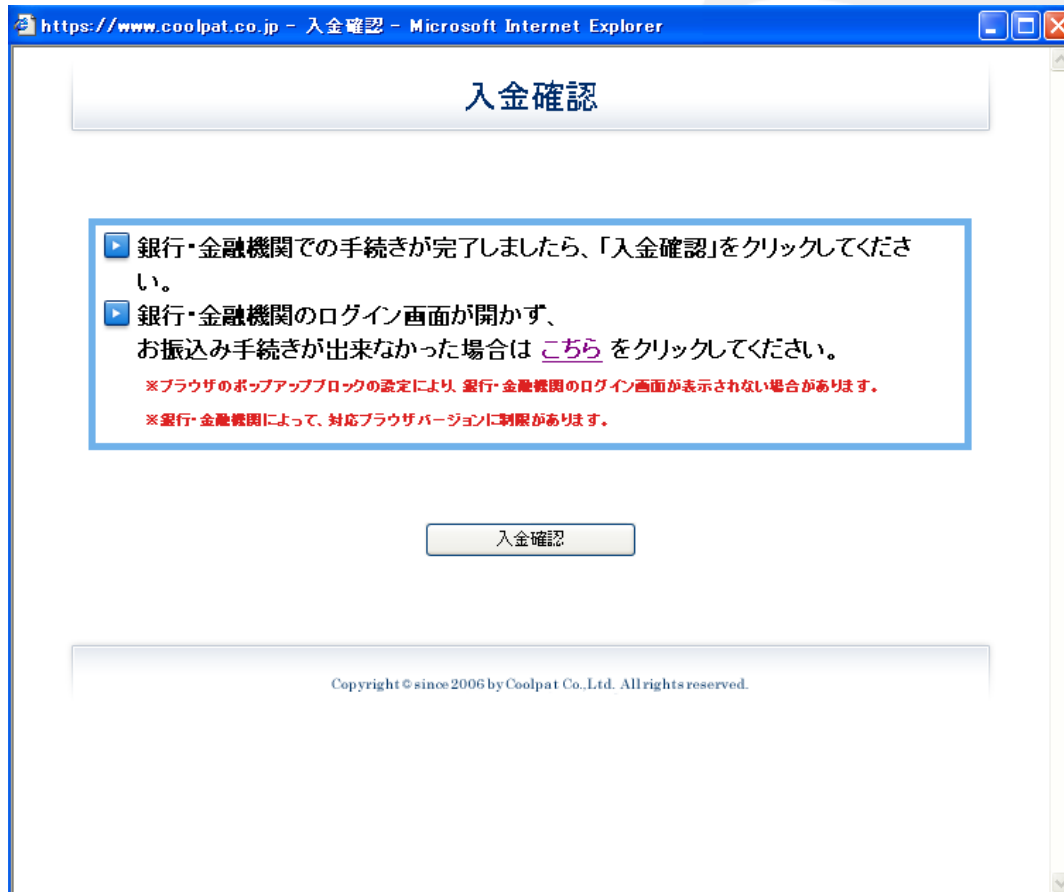 https://www.coolpat.co.jp - 入金確認 - Microsoft Internet Explorer
入金確認
銀行・金融機関での手続きが完了しましたら、「入金確認」をクリックしてくださ
い。
銀行・金融機関のログイン画面が開かず、
お振込み手続きが出来なかった場合は こちら をクリックしてください。
※ブラウザのポップアップブロックの設定により、銀行・金融機関のログイン画面が表示されない場合があります。
※銀行・金融機関によって、対応ブラウザバージョンに制限があります。
入金確認
Copyright © since 2006 by Coolpat Co.,Ltd. All rights reserved.